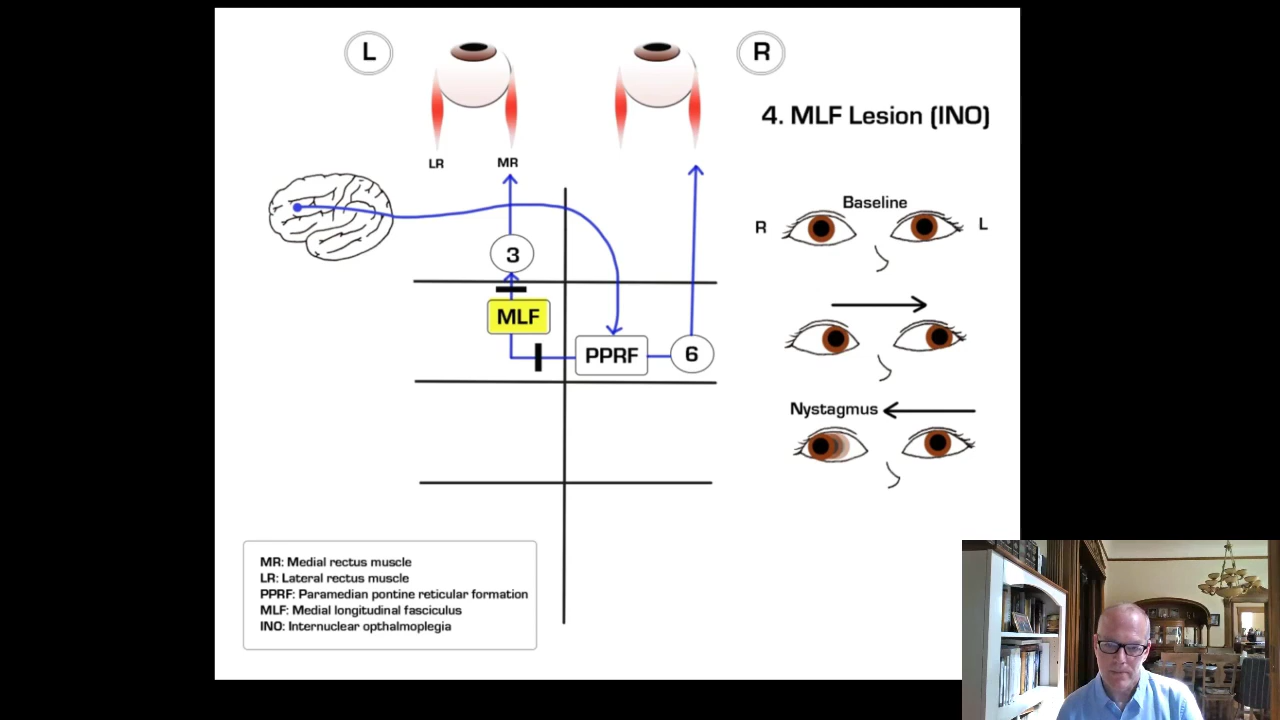 L
R
4. MLF Lesion (INO)
LR
MR
Baseline
R
L
3
MLF
PPRF
6
Nystagmus
MR: Medial rectus muscle
LR: Lateral rectus muscle
PPRF: Paramedian pontine reticular formation
MLF: Medial longitudinal fasciculus
INO: Internuclear opthalmoplegia